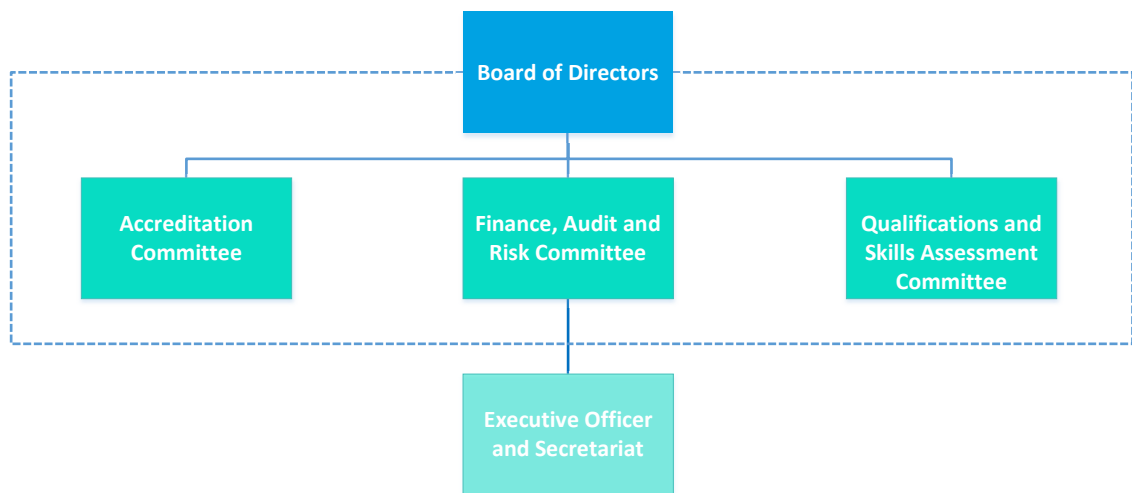 Board of Directors
Accreditation
Committee
Finance, Audit and
Risk Committee
Qualifications and
Skills Assessment
Committee
Executive Officer
and Secretariat